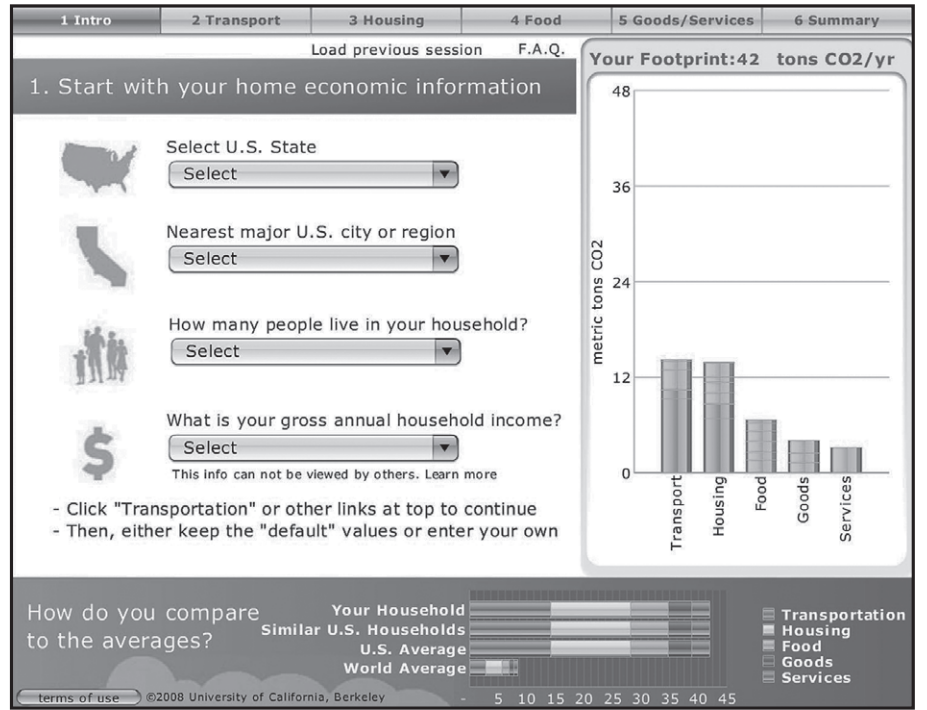 1 Intro
2 Transport
3 Housing
4 Food
5 Goods/Services
6 Summary
Load previous session
F.A.Q.
1. Start with your home economic information
Select U.S. State
Select
Nearest major U.S. city or region
Select
How many people live in your household?
Select
What is your gross annual household income?
Select
This info can not be viewed by others. Learn more
- Click "Transportation" or other links at top to continue
- Then, either keep the "default" values or enter your own
Your Footprint:42 tons CO2/yr
metric tons CO2
48
36
24
12
0
Transport
Housing
Food
Goods
Services
How do you compare
to the averages?
Your Household
Similar U.S. Households
U.S. Average
World Average
- 5 10 15 20 25 30 35 40 45
Transportation
Housing
Food
Goods
Services
terms of use
©2008 University of California, Berkeley